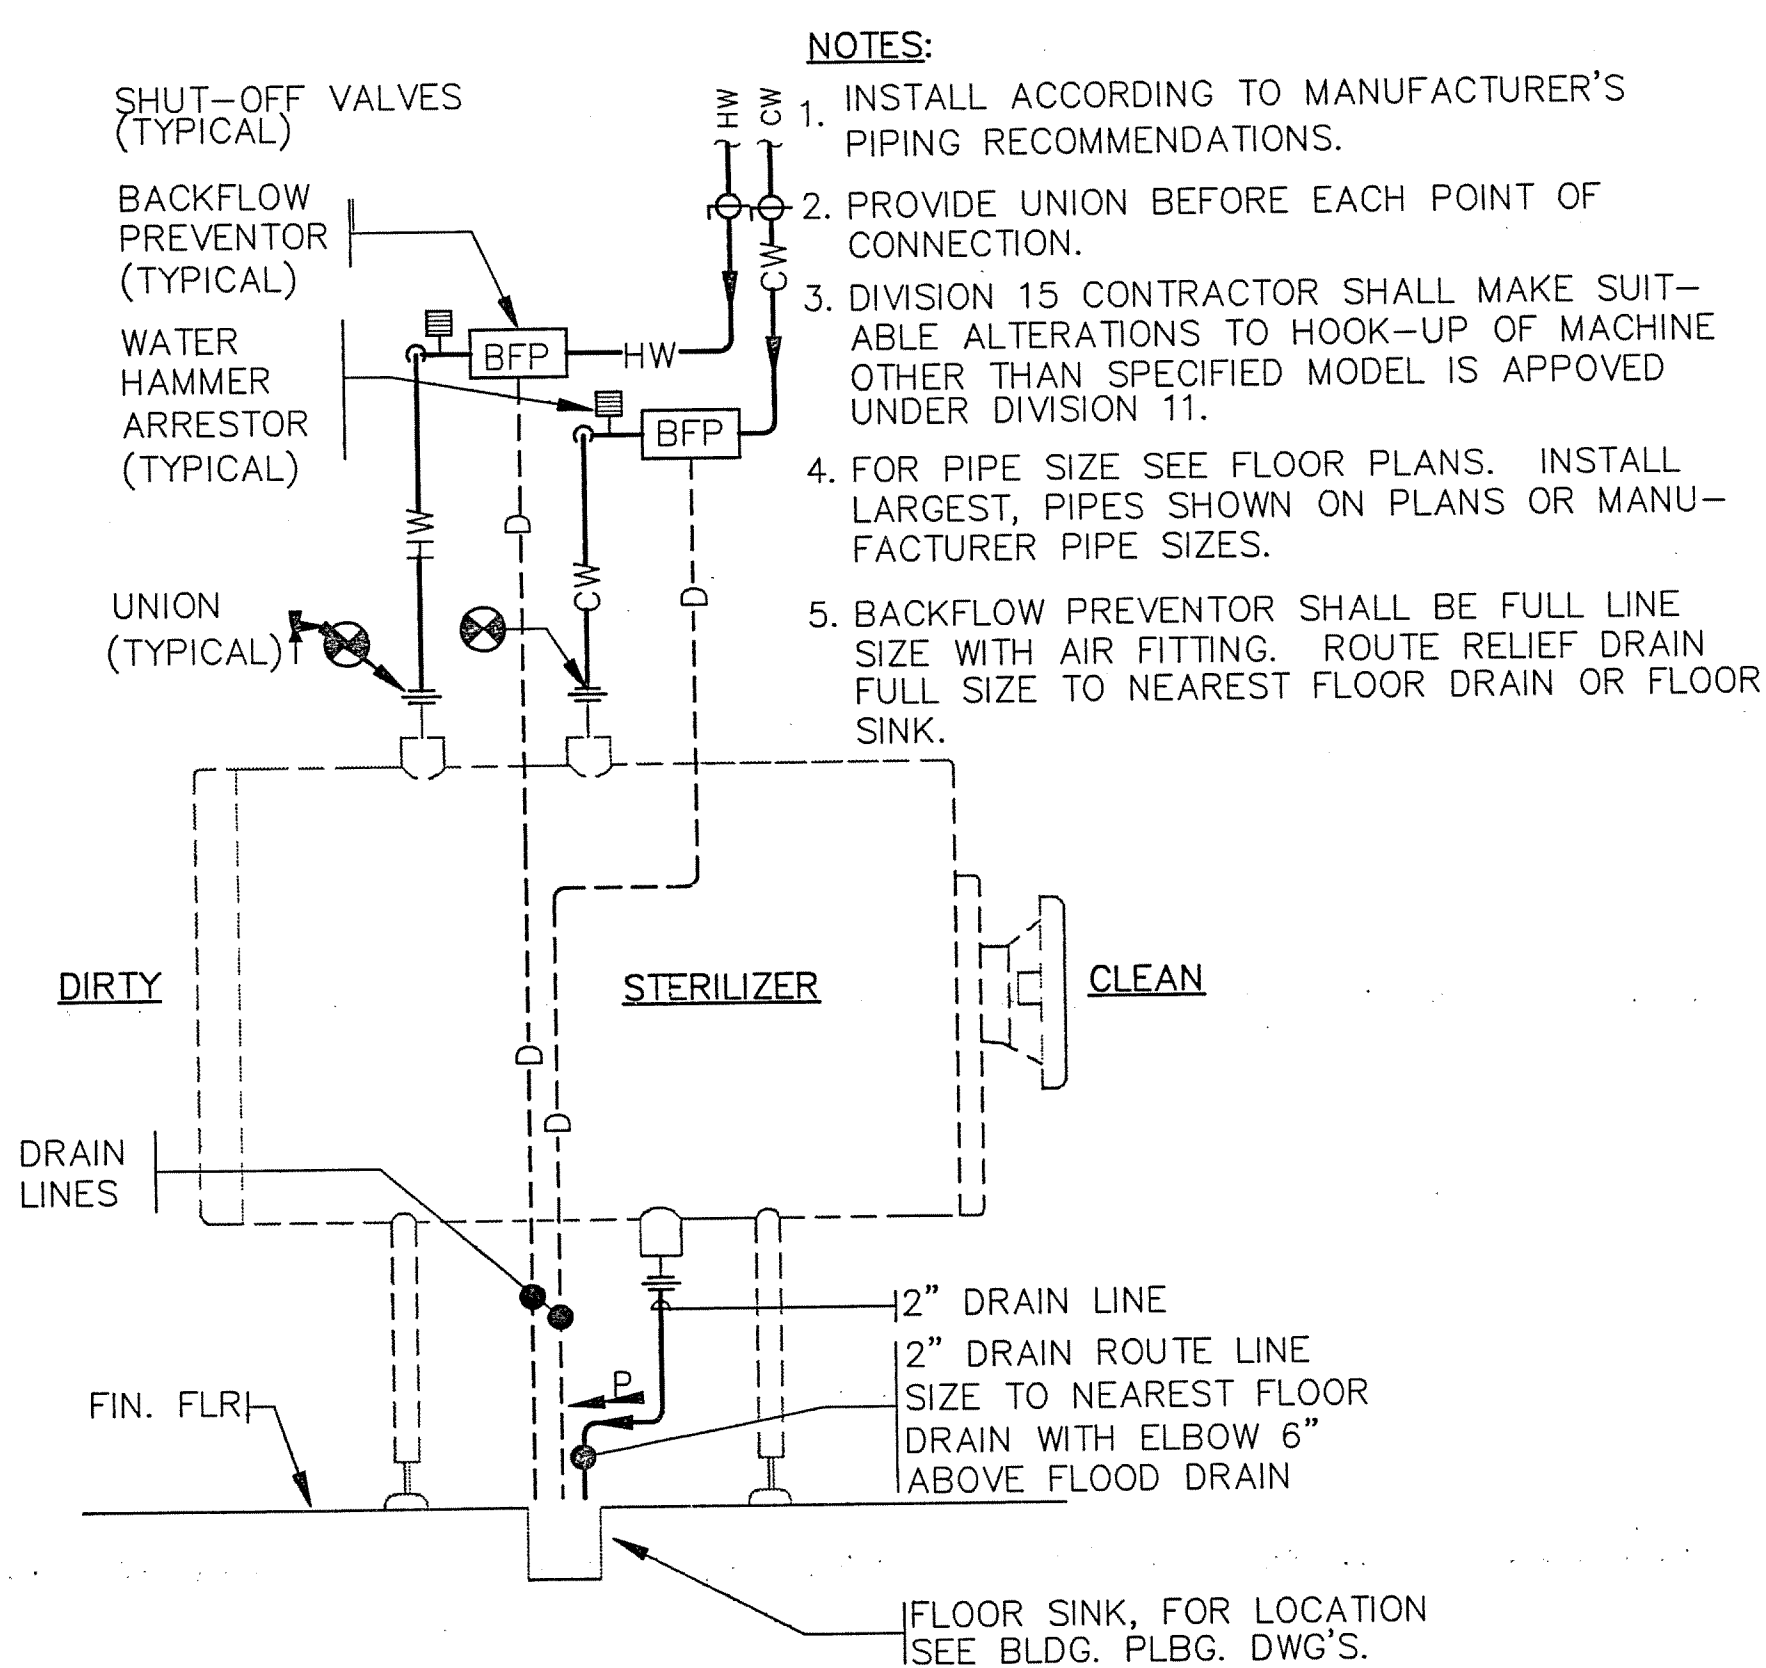 NOTES:
1. INSTALL ACCORDING TO MANUFACTURER'S
PIPING RECOMMENDATIONS.
2. PROVIDE UNION BEFORE EACH POINT OF
CONNECTION.
3. DIVISION 15 CONTRACTOR SHALL MAKE SUIT-
ABLE ALTERATIONS TO HOOK-UP OF MACHINE
OTHER THAN SPECIFIED MODEL IS APPOVED
UNDER DIVISION 11.
4. FOR PIPE SIZE SEE FLOOR PLANS. INSTALL
LARGEST, PIPES SHOWN ON PLANS OR MANU-
FACTURER PIPE SIZES.
5. BACKFLOW PREVENTOR SHALL BE FULL LINE
SIZE WITH AIR FITTING. ROUTE RELIEF DRAIN
FULL SIZE TO NEAREST FLOOR DRAIN OR FLOOR
SINK.
SHUT-OFF VALVES
(TYPICAL)
HW
CW
BACKFLOW
PREVENTOR
(TYPICAL)
CW
WATER
HAMMER
ARRESTOR
(TYPICAL)
BFP
HW
BFP
HW
D
CW
D
UNION
(TYPICAL)
DIRTY
STERILIZER
CLEAN
D
D
DRAIN
LINES
2" DRAIN LINE
2" DRAIN ROUTE LINE
SIZE TO NEAREST FLOOR
DRAIN WITH ELBOW 6"
ABOVE FLOOD DRAIN
P
FIN. FLR
FLOOR SINK, FOR LOCATION
SEE BLDG. PLBG. DWG'S.